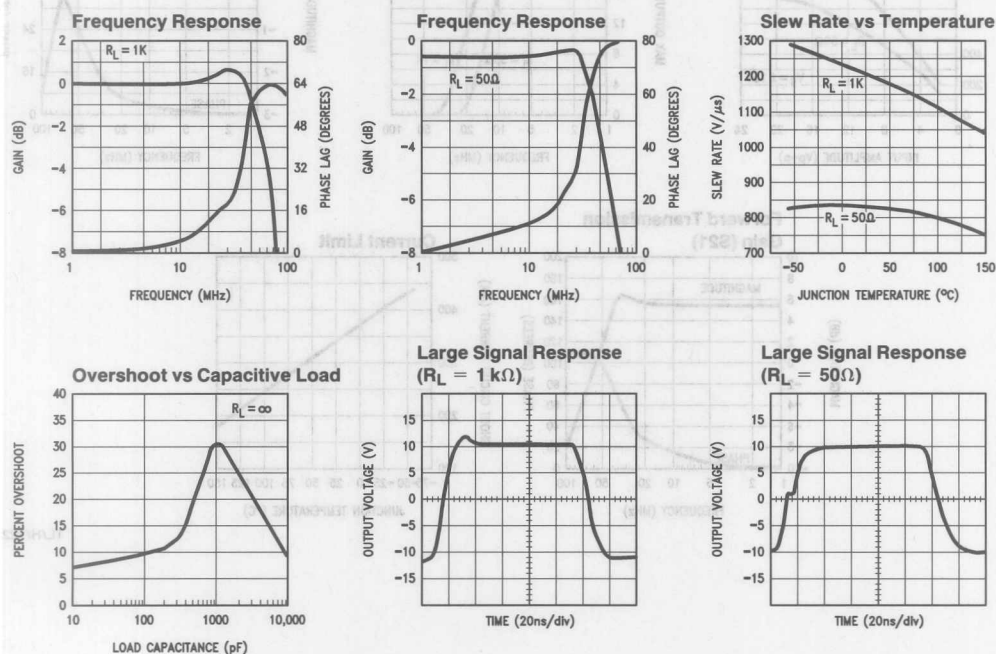 Frequency Response
R_L = 1K
GAIN (dB)
2
0
−2
−4
−6
−8
PHASE LAG (DEGREES)
80
64
48
32
16
0
1
10
100
FREQUENCY (MHz)
Frequency Response
R_L = 50Ω
GAIN (dB)
0
−2
−4
−6
−8
PHASE LAG (DEGREES)
80
60
40
20
0
1
10
100
FREQUENCY (MHz)
Slew Rate vs Temperature
R_L = 1K
R_L = 50Ω
SLEW RATE (V/µs)
1300
1200
1100
1000
900
800
700
−50
0
50
100
150
JUNCTION TEMPERATURE (°C)
Overshoot vs Capacitive Load
R_L = ∞
PERCENT OVERSHOOT
40
35
30
25
20
15
10
5
0
10
100
1000
10,000
LOAD CAPACITANCE (pF)
Large Signal Response
(R_L = 1 kΩ)
OUTPUT VOLTAGE (V)
15
10
5
0
−5
−10
−15
TIME (20ns/div)
Large Signal Response
(R_L = 50Ω)
OUTPUT VOLTAGE (V)
15
10
5
0
−5
−10
−15
TIME (20ns/div)